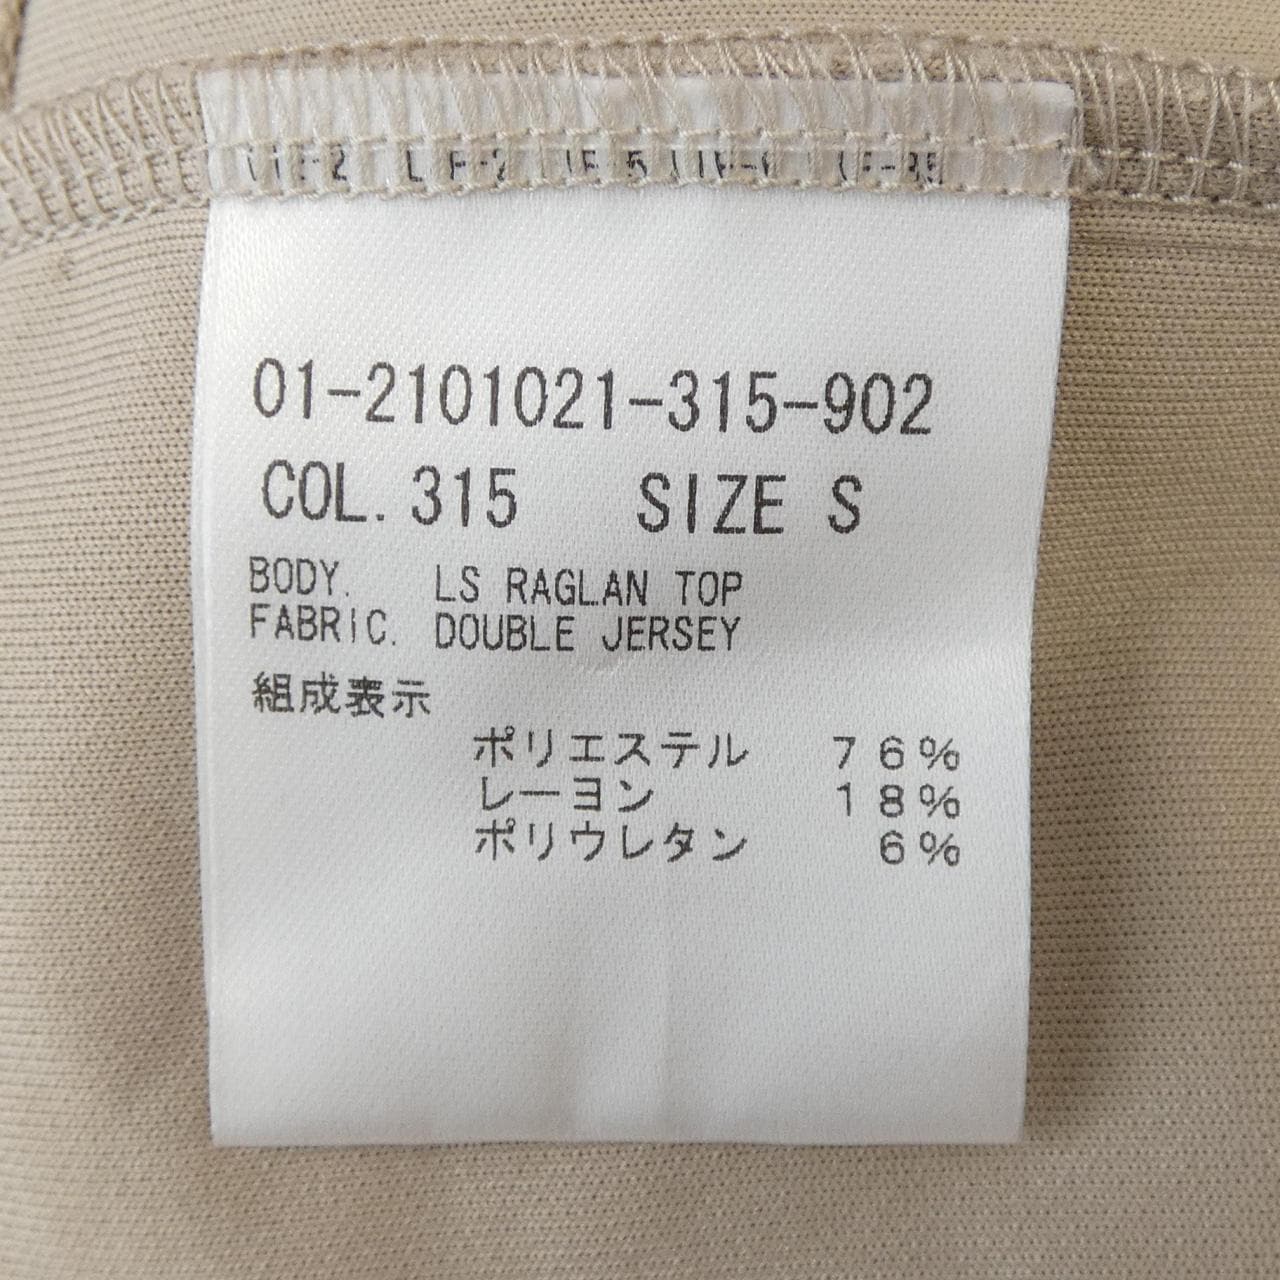 01-2101021-315-902
COL. 315 SIZE S
BODY. LS RAGLAN TOP
FABRIC. DOUBLE JERSEY
組成表示
ポリエステル 76%
レーヨン 18%
ポリウレタン 6%